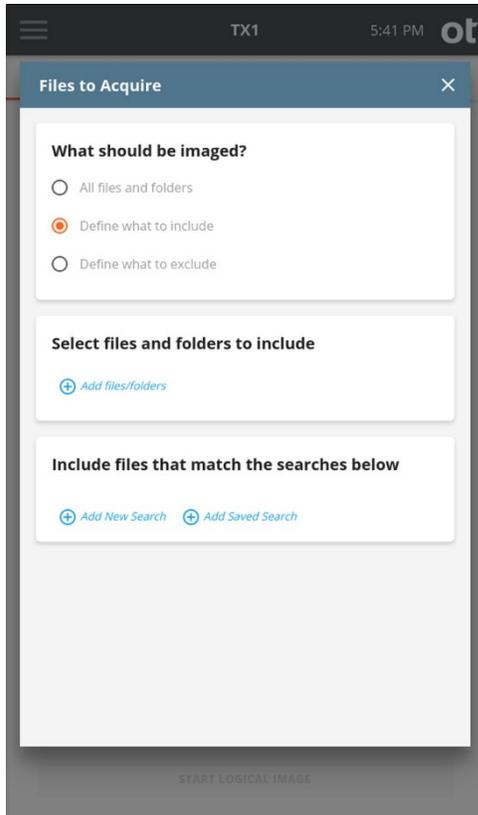 TX1 5:41 PM ot
Files to Acquire
What should be imaged?
All files and folders
Define what to include
Define what to exclude
Select files and folders to include
Add files/folders
Include files that match the searches below
Add New Search Add Saved Search
START LOGICAL IMAGE